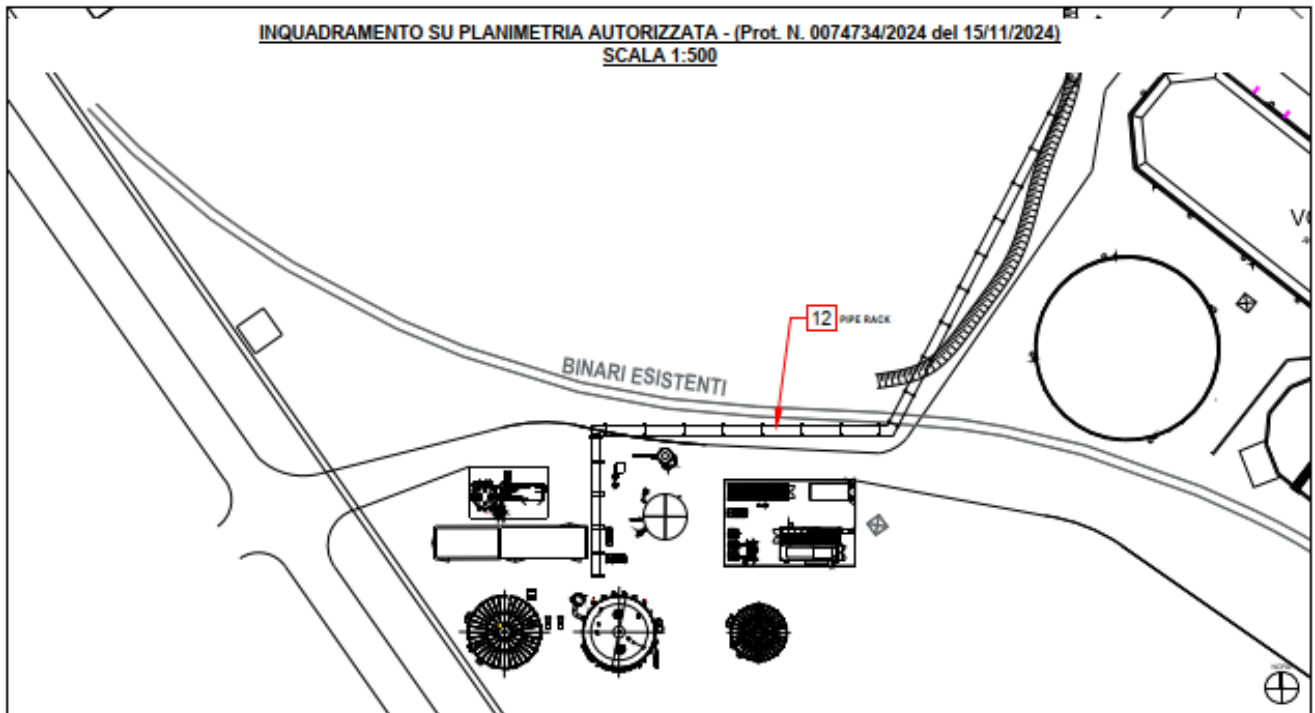 INQUADRAMENTO SU PLANIMETRIA AUTORIZZATA - (Prot. N. 0074734/2024 del 15/11/2024)
SCALA 1:500
12 PIPE RACK
BINARI ESISTENTI
NORD